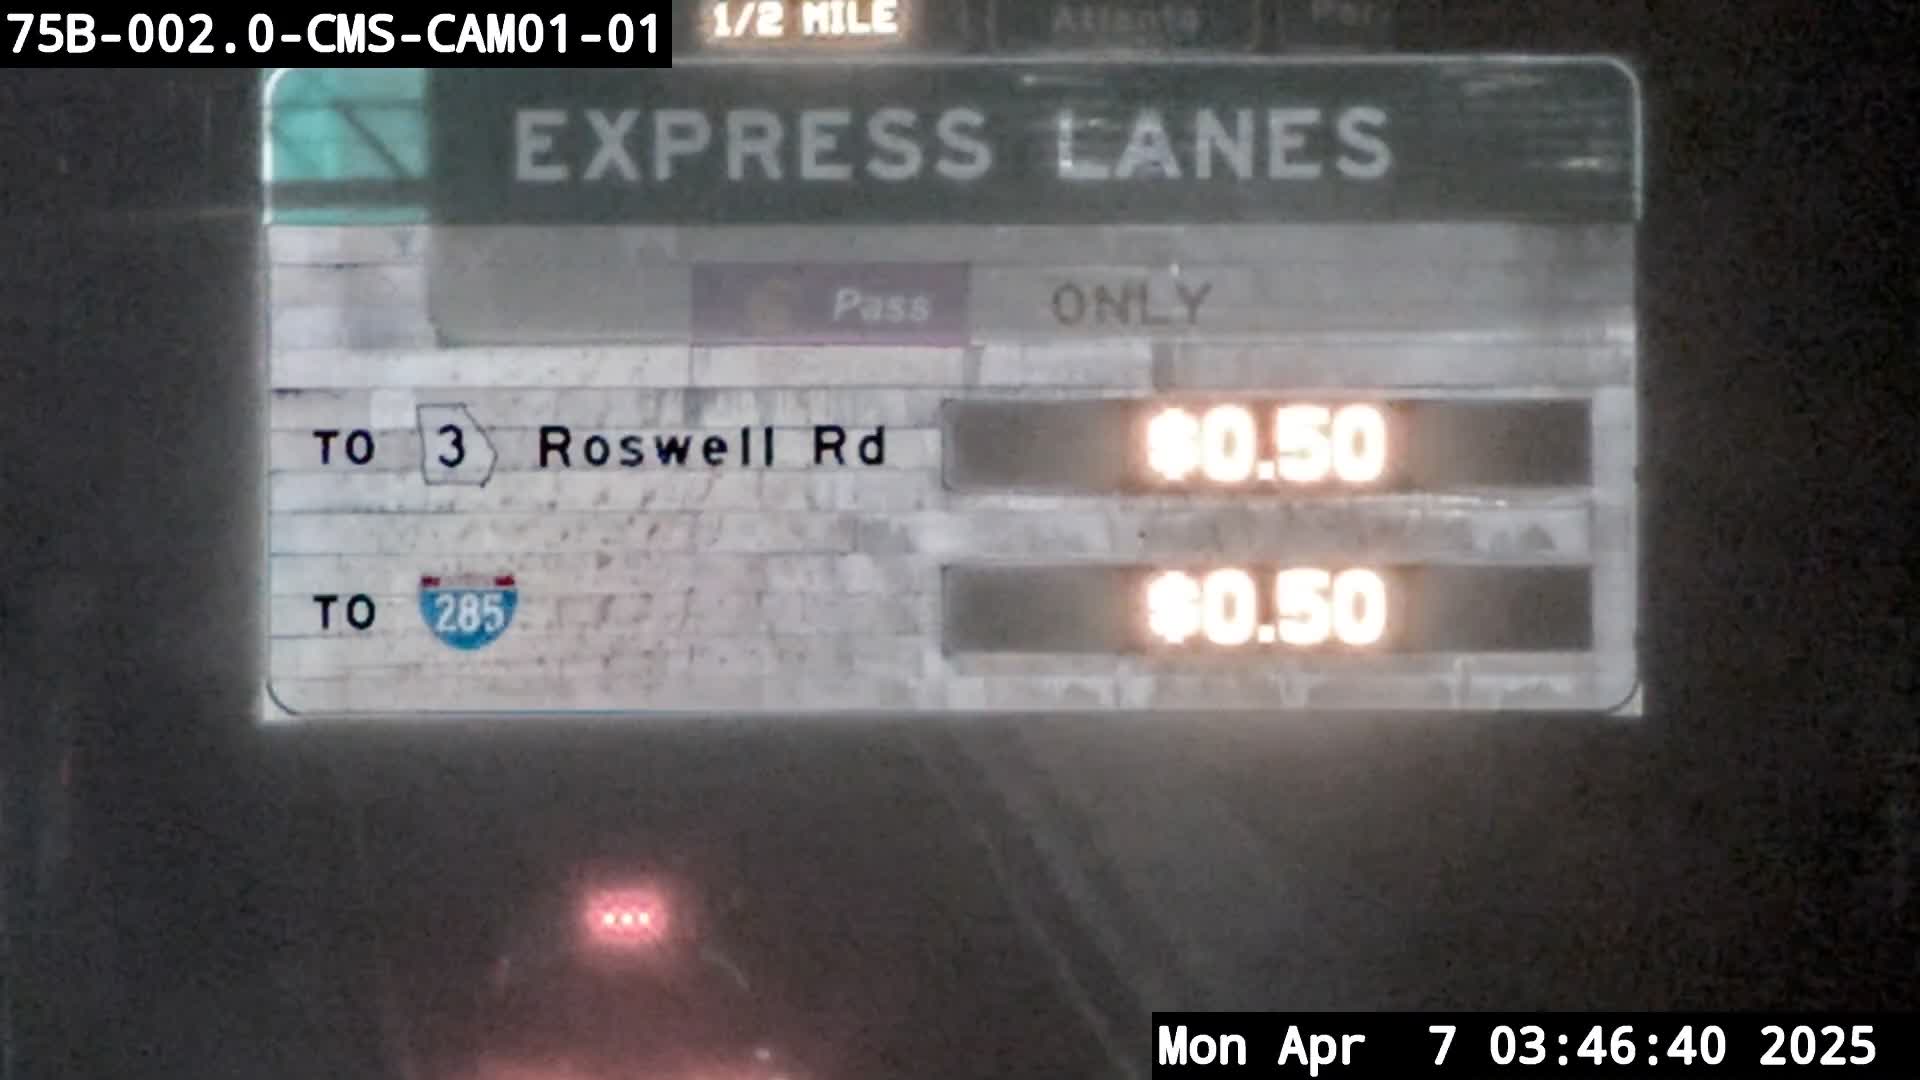 75B-002.0-CMS-CAM01-01
1/2 MILE
Atlanta
EXPRESS LANES
Pass ONLY
TO 3 Roswell Rd $0.50
TO 285 $0.50
Mon Apr 7 03:46:40 2025